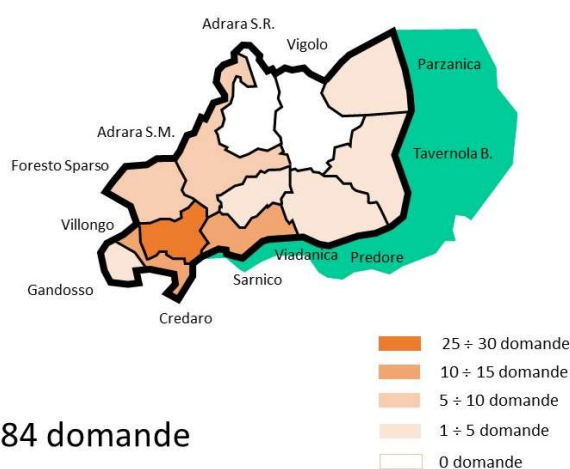 Adrara S.R.
Vigolo
Parzanica
Adrara S.M.
Tavernola B.
Foresto Sparso
Villongo
Viadanica
Predore
Gandosso
Sarnico
Credaro
25 ÷ 30 domande
10 ÷ 15 domande
5 ÷ 10 domande
1 ÷ 5 domande
0 domande
84 domande